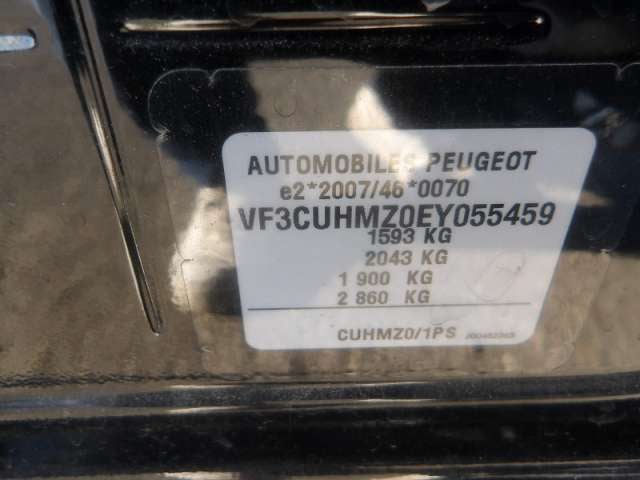 AUTOMOBILES PEUGEOT
e2*2007/46*0070
VF3CUHMZ0EY055459
1593 KG
2043 KG
1 900 KG
2 860 KG
CUHMZ0/1PS